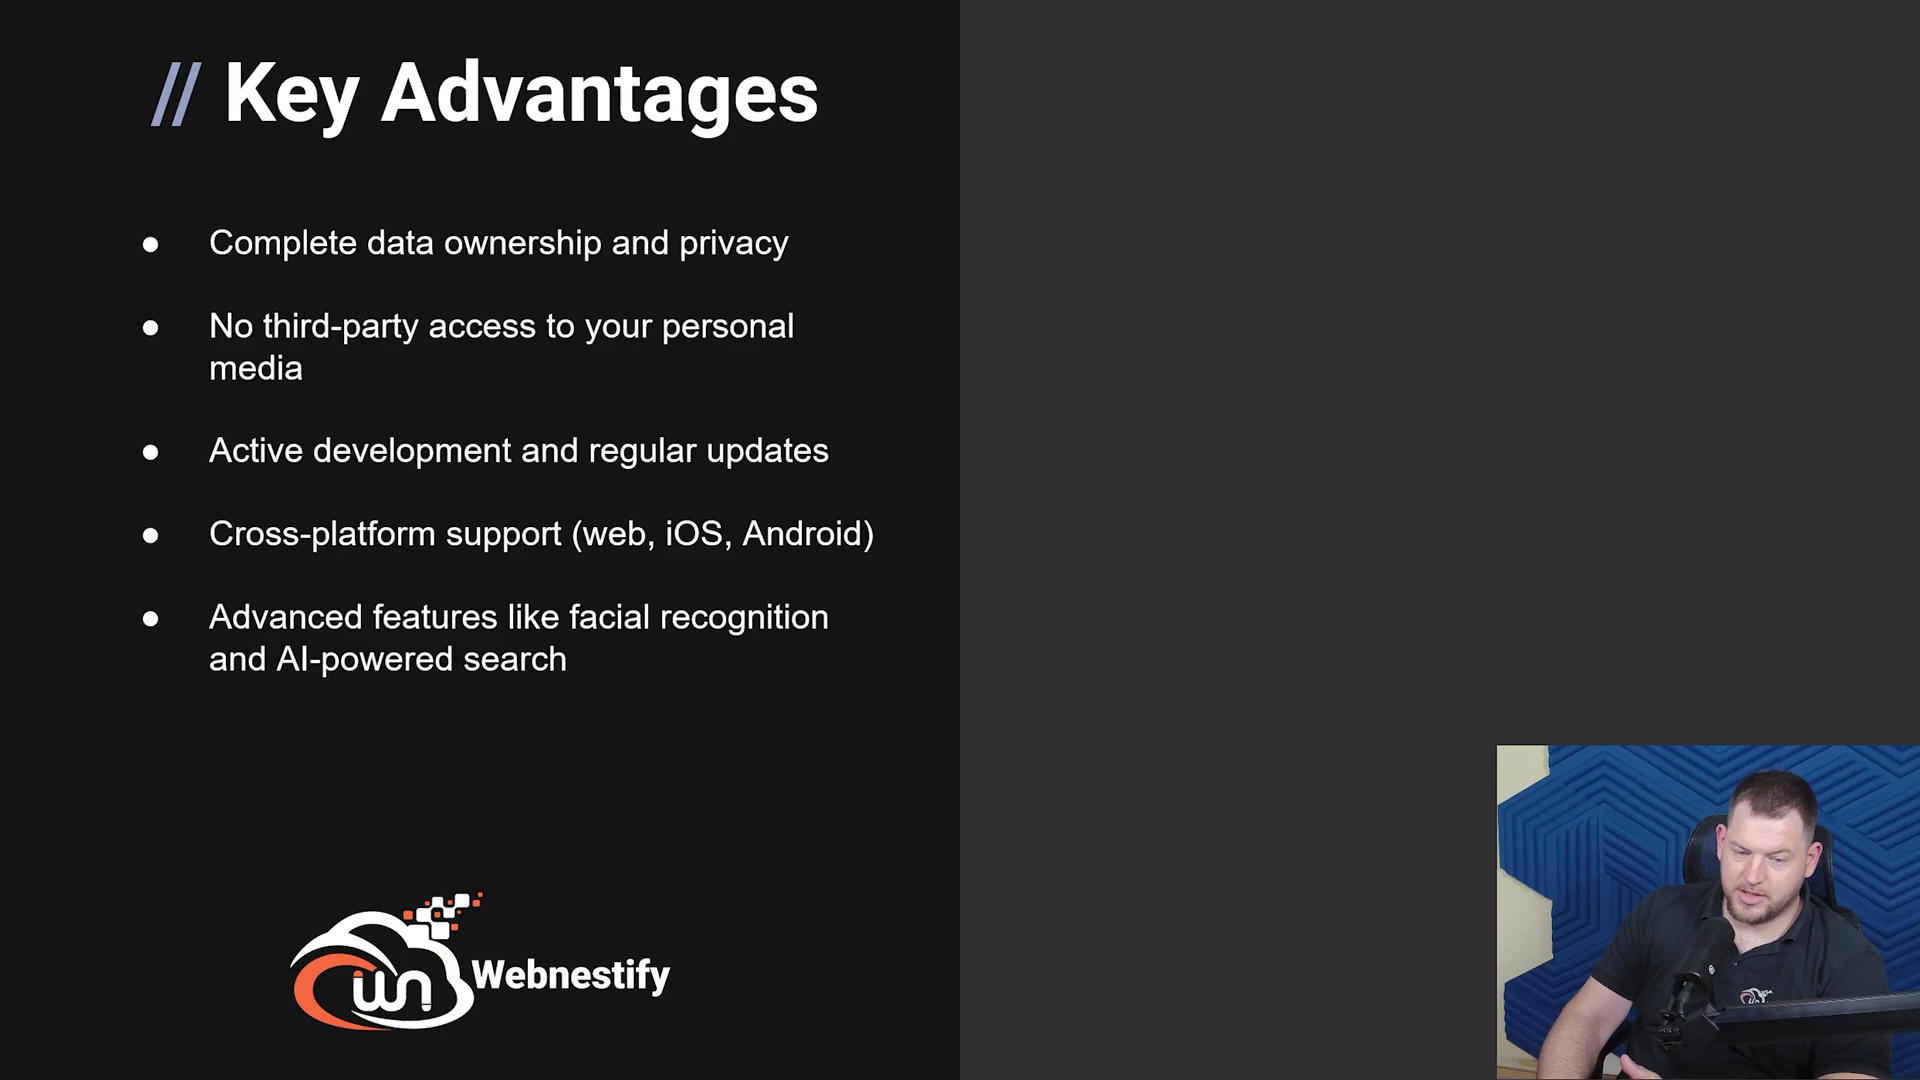 // Key Advantages
● Complete data ownership and privacy
● No third-party access to your personal
media
● Active development and regular updates
● Cross-platform support (web, iOS, Android)
● Advanced features like facial recognition
and AI-powered search
wn Webnestify